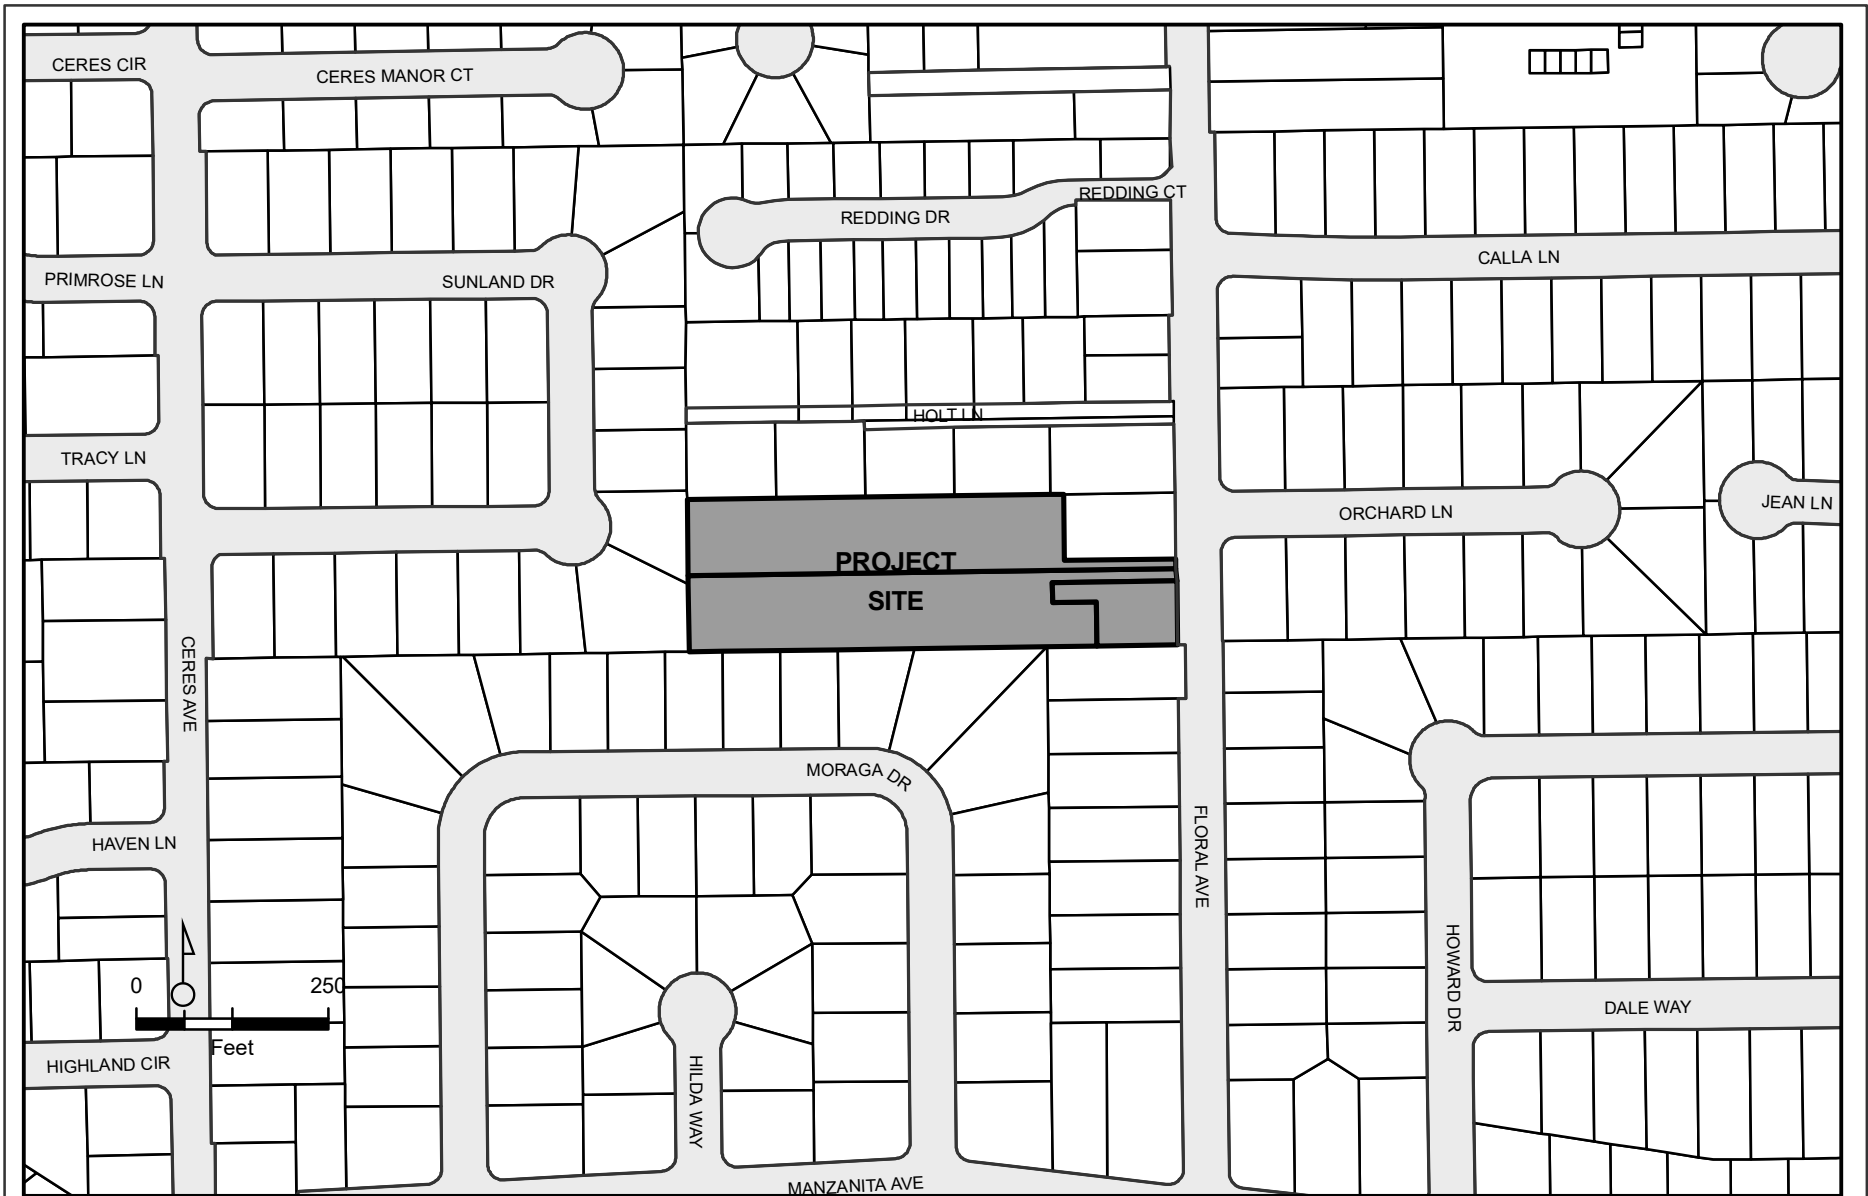 CERES CIR
CERES MANOR CT
REDDING CT
REDDING DR
CALLA LN
PRIMROSE LN
SUNLAND DR
HOLT LN
TRACY LN
JEAN LN
ORCHARD LN
PROJECT
SITE
CERES AVE
MORAGA DR
HAVEN LN
FLORAL AVE
HOWARD DR
0 250
Feet
DALE WAY
HIGHLAND CIR
HILDA WAY
MANZANITA AVE